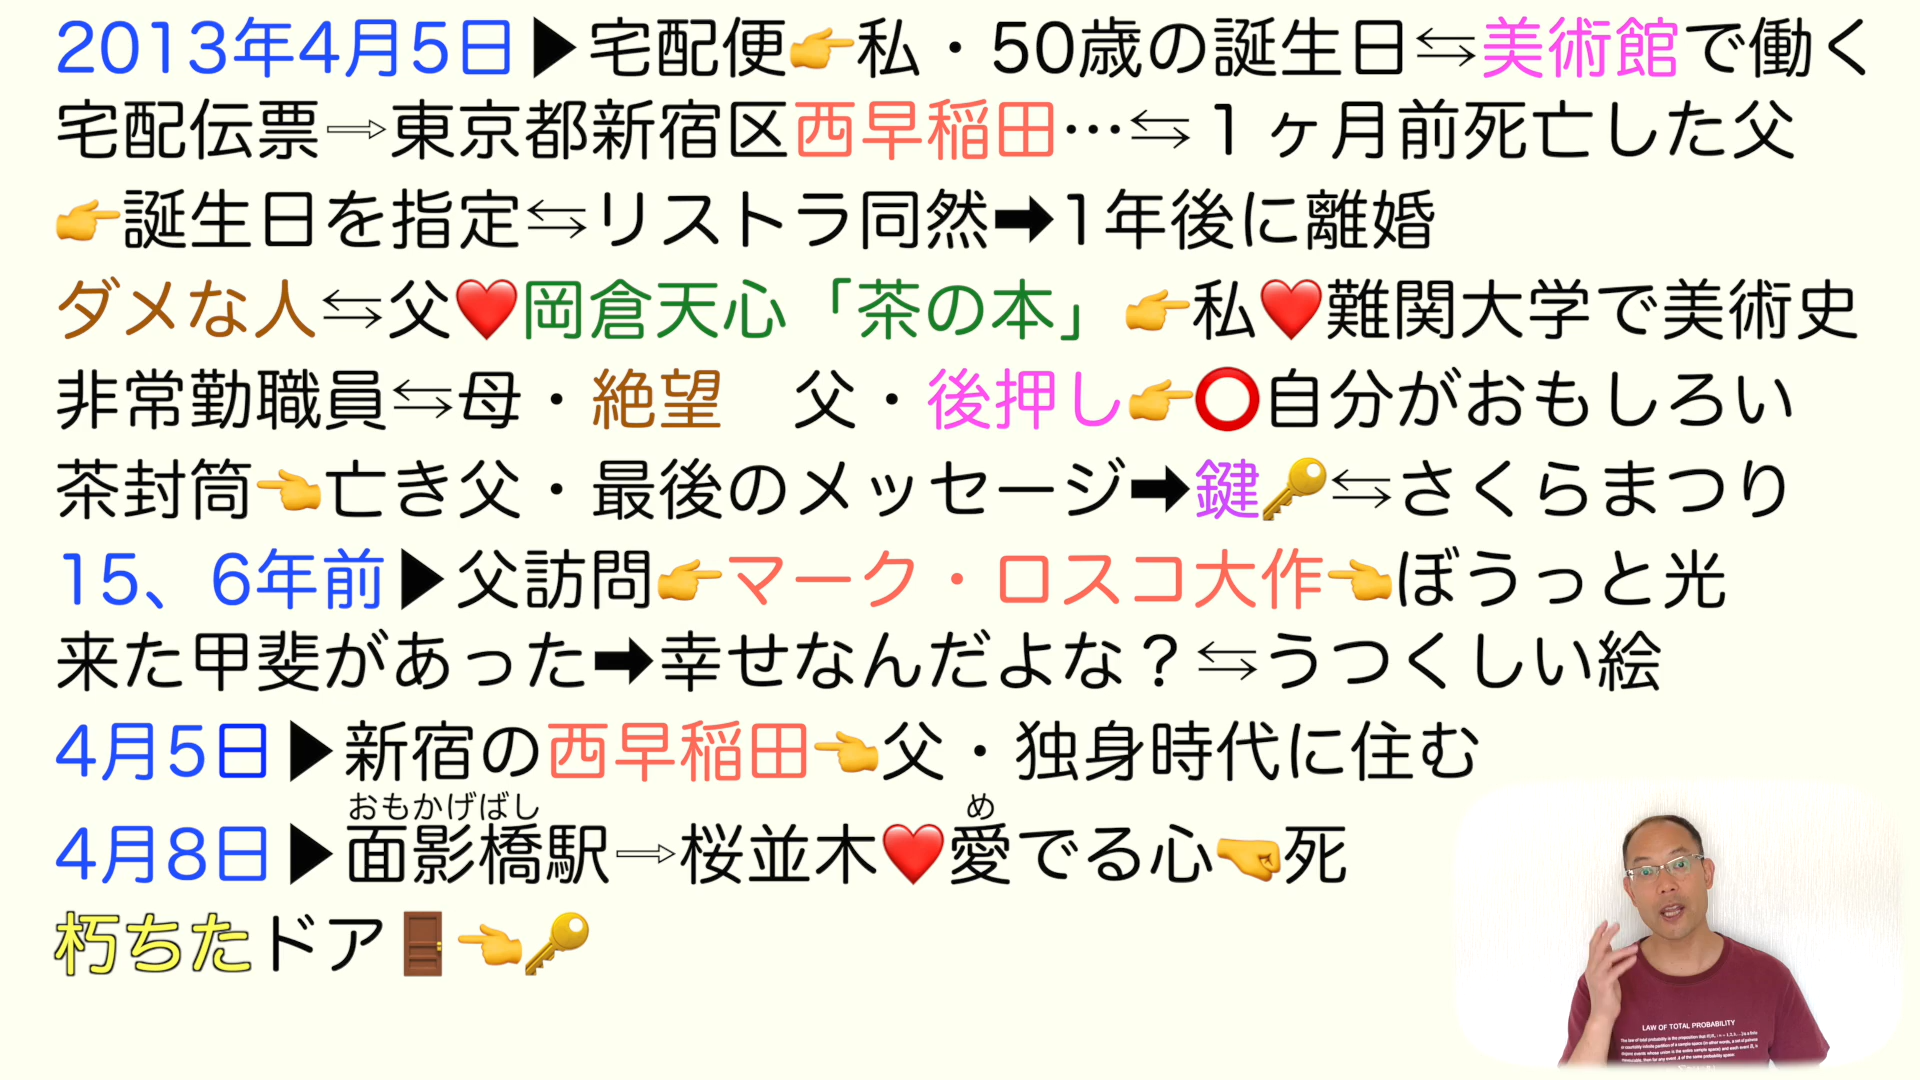 2013年4月5日▶宅配便👉私・50歳の誕生日⇆美術館で働く
宅配伝票⇨東京都新宿区西早稲田…⇆１ヶ月前死亡した父
👉誕生日を指定⇆リストラ同然➡1年後に離婚
ダメな人⇆父❤️岡倉天心「茶の本」👉私❤️難関大学で美術史
非常勤職員⇆母・絶望　父・後押し👉⭕自分がおもしろい
茶封筒👈亡き父・最後のメッセージ➡鍵🔑⇆さくらまつり
15、6年前▶父訪問👉マーク・ロスコ大作👈ぼうっと光
来た甲斐があった➡幸せなんだよな？⇆うつくしい絵
4月5日▶新宿の西早稲田👈父・独身時代に住む
おもかげばし　め
4月8日▶面影橋駅⇨桜並木❤️愛でる心🤜死
朽ちたドア🚪👈🔑
LAW OF TOTAL PROBABILITY